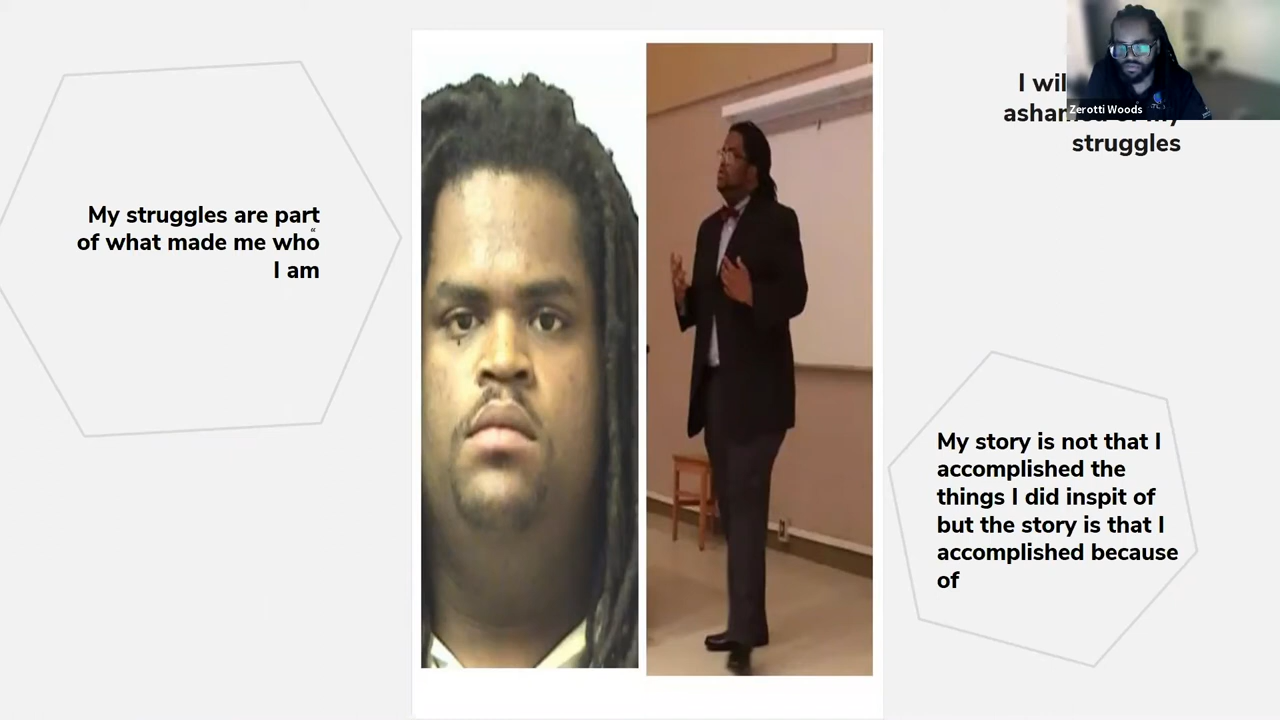 My struggles are part
of what made me who
“
I am
I wil
struggles
Zerotti Woods
My story is not that I
accomplished the
things I did inspit of
but the story is that I
accomplished because
of